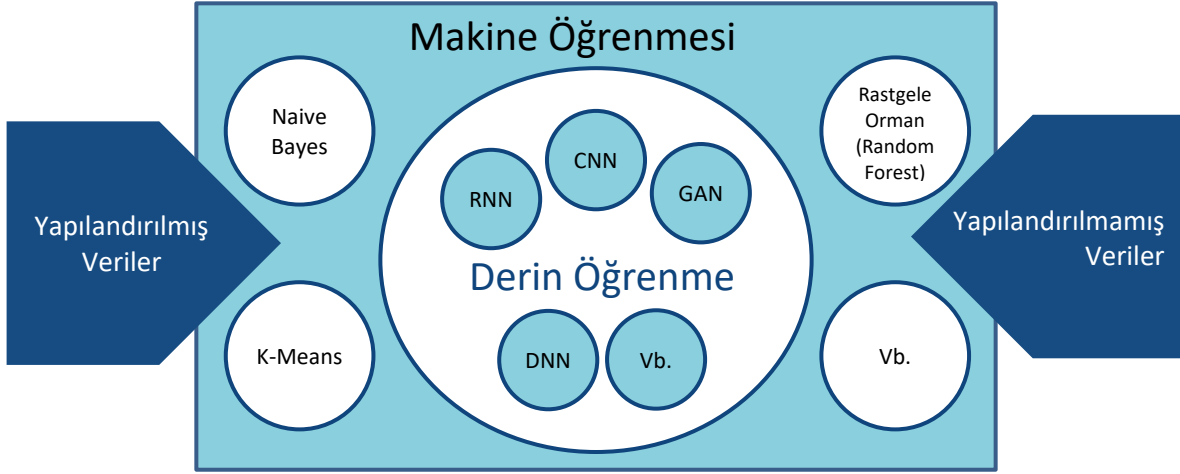 Makine Öğrenmesi
Naive
Bayes
Rastgele
Orman
(Random
Forest)
CNN
RNN
GAN
Yapılandırılmış
Veriler
Yapılandırılmamış
Veriler
Derin Öğrenme
K-Means
DNN
Vb.
Vb.